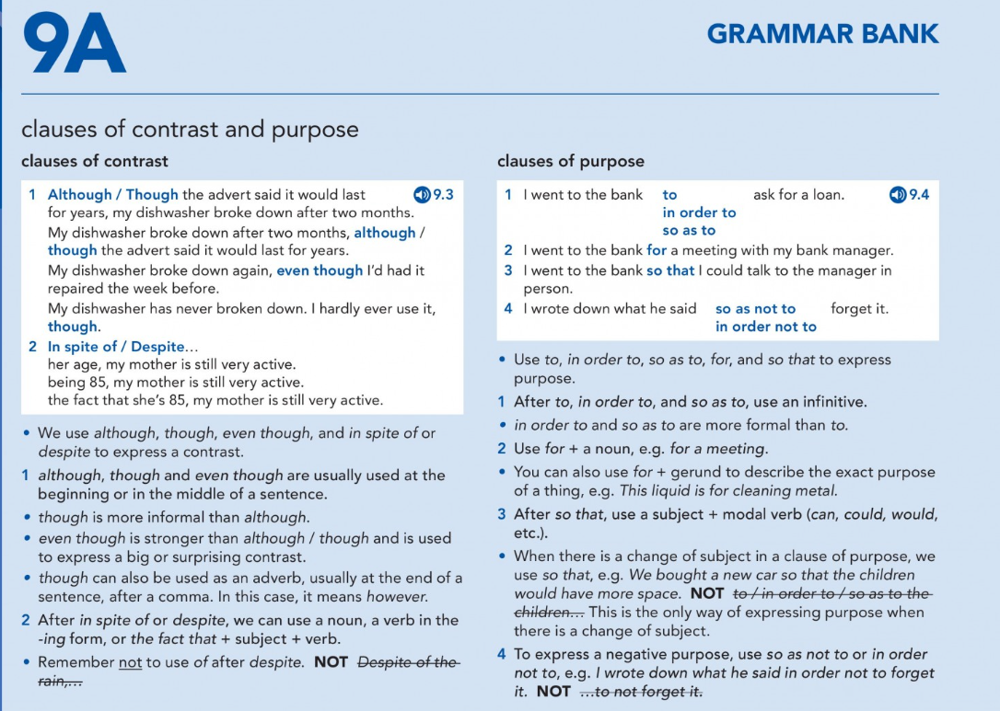 9A
GRAMMAR BANK
clauses of contrast and purpose
clauses of contrast
1 Although / Though the advert said it would last 9.3
for years, my dishwasher broke down after two months.
My dishwasher broke down after two months, although /
though the advert said it would last for years.
My dishwasher broke down again, even though I'd had it
repaired the week before.
My dishwasher has never broken down. I hardly ever use it,
though.
2 In spite of / Despite…
her age, my mother is still very active.
being 85, my mother is still very active.
the fact that she's 85, my mother is still very active.
• We use although, though, even though, and in spite of or
despite to express a contrast.
1 although, though and even though are usually used at the
beginning or in the middle of a sentence.
• though is more informal than although.
• even though is stronger than although / though and is used
to express a big or surprising contrast.
• though can also be used as an adverb, usually at the end of a
sentence, after a comma. In this case, it means however.
2 After in spite of or despite, we can use a noun, a verb in the
-ing form, or the fact that + subject + verb.
• Remember not to use of after despite. NOT Despite of the
rain,…
clauses of purpose
1 I went to the bank to ask for a loan. 9.4
in order to
so as to
2 I went to the bank for a meeting with my bank manager.
3 I went to the bank so that I could talk to the manager in
person.
4 I wrote down what he said so as not to forget it.
in order not to
• Use to, in order to, so as to, for, and so that to express
purpose.
1 After to, in order to, and so as to, use an infinitive.
• in order to and so as to are more formal than to.
2 Use for + a noun, e.g. for a meeting.
• You can also use for + gerund to describe the exact purpose
of a thing, e.g. This liquid is for cleaning metal.
3 After so that, use a subject + modal verb (can, could, would,
etc.).
• When there is a change of subject in a clause of purpose, we
use so that, e.g. We bought a new car so that the children
would have more space. NOT to / in order to / so as to the
children… This is the only way of expressing purpose when
there is a change of subject.
4 To express a negative purpose, use so as not to or in order
not to, e.g. I wrote down what he said in order not to forget
it. NOT …to not forget it.